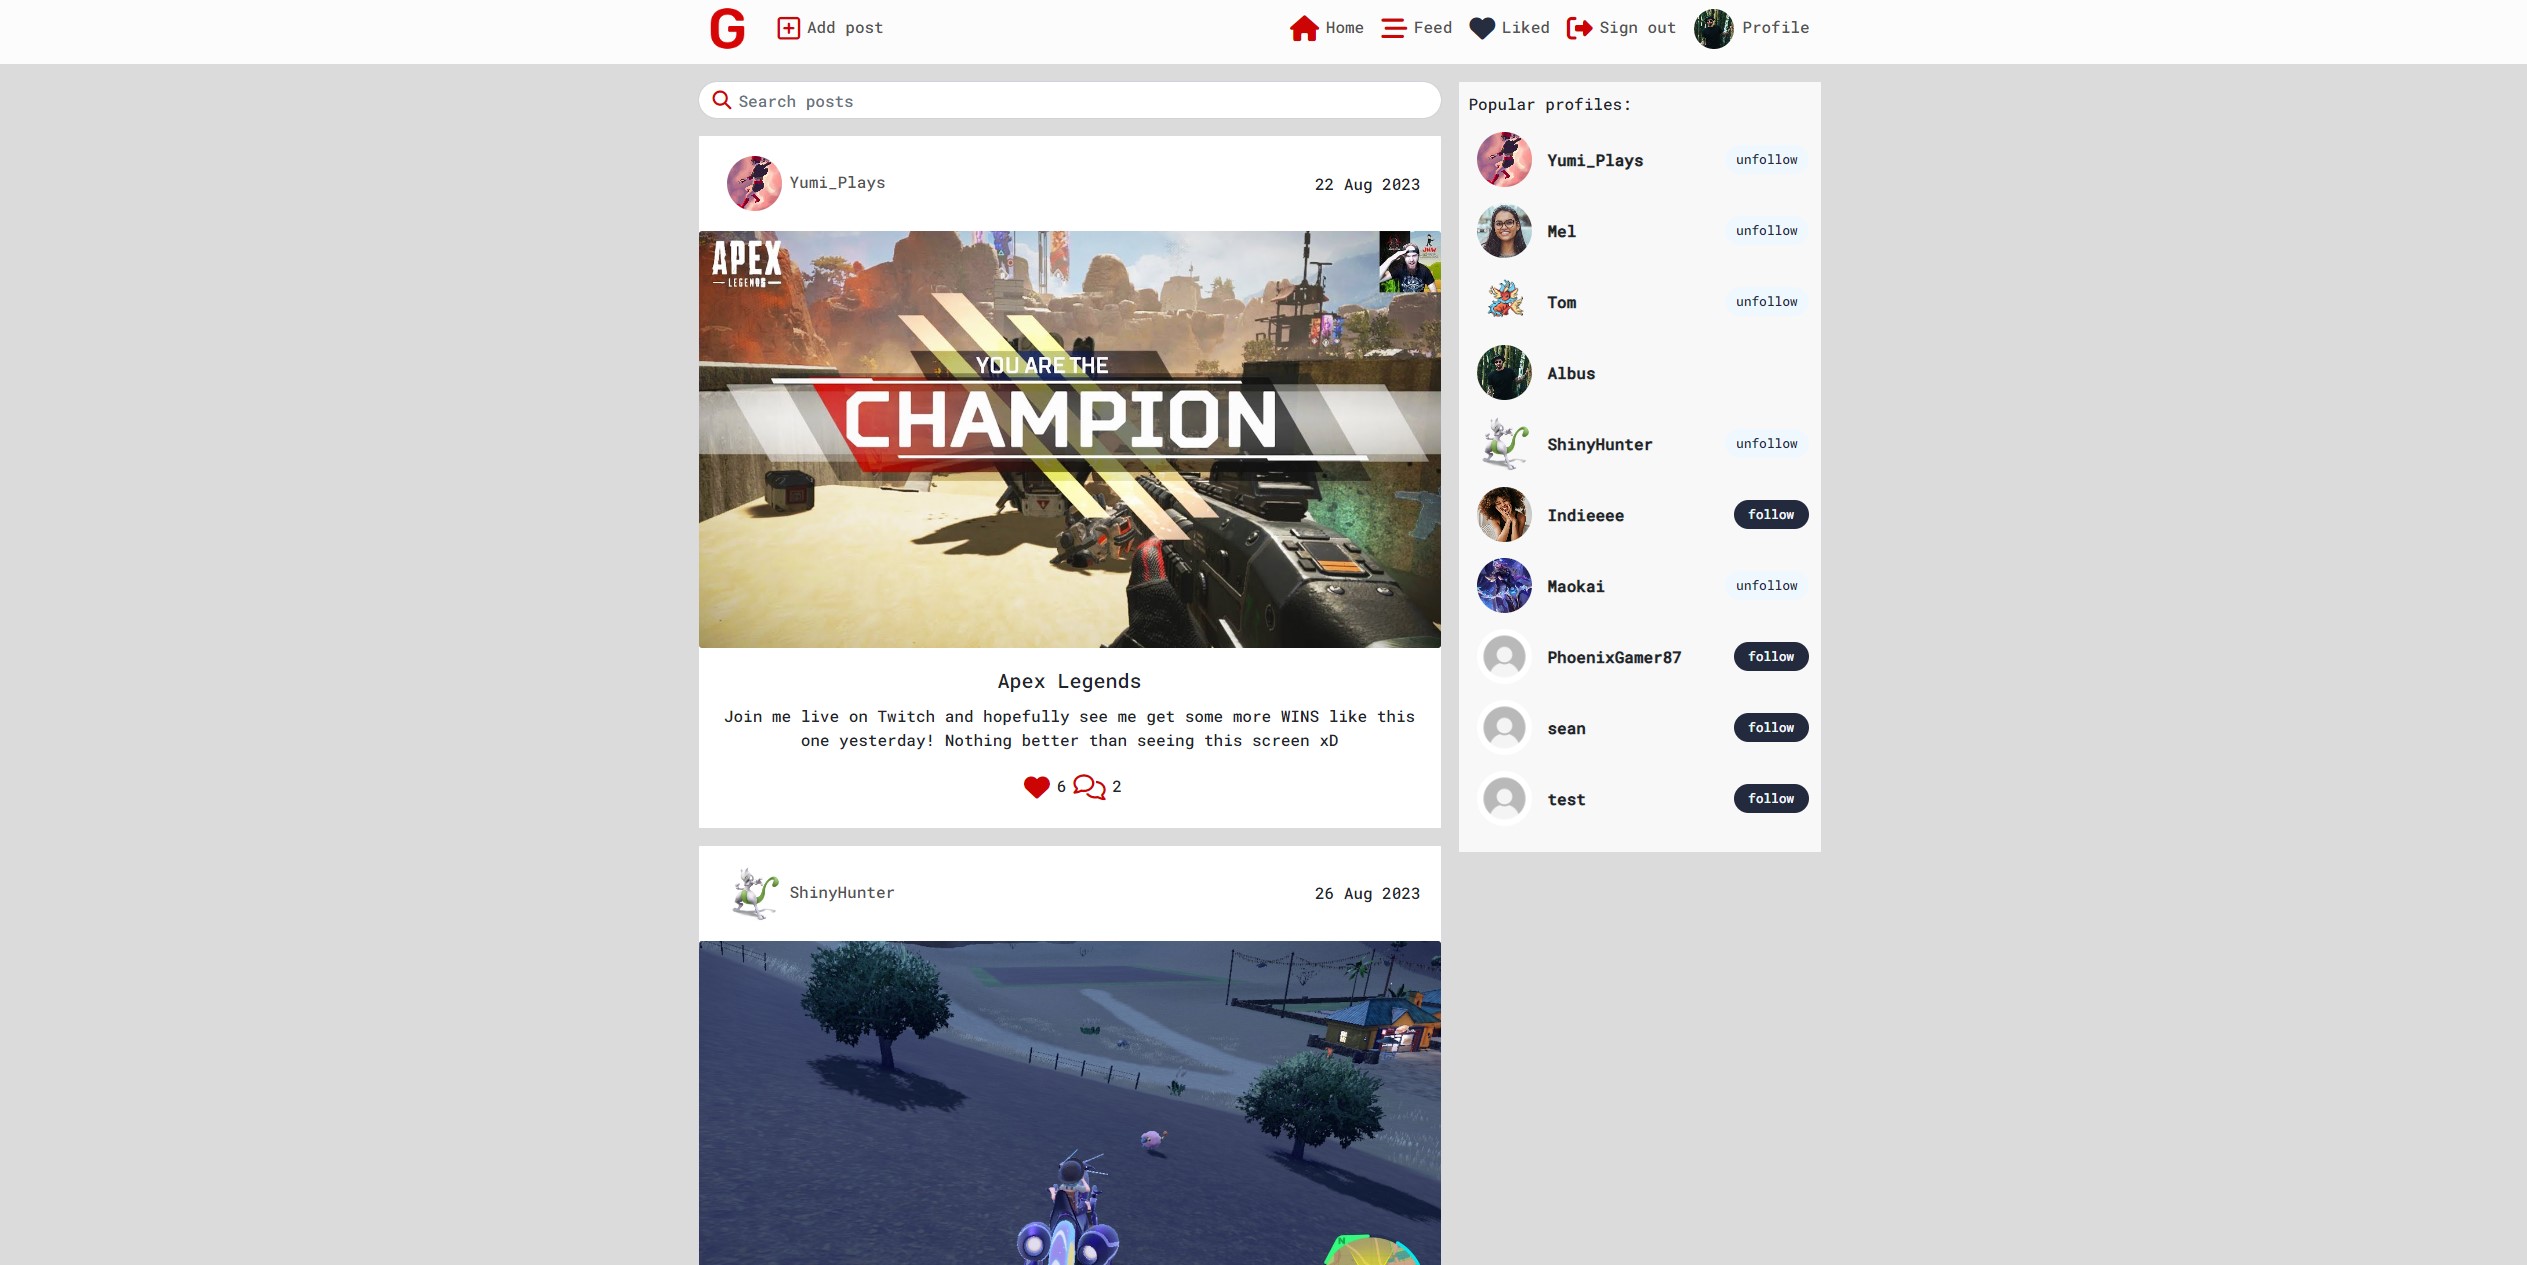 G
Add post
Home
Feed
Liked
Sign out
Profile
Search posts
Yumi_Plays
22 Aug 2023
APEX
LEGENDS
YOU ARE THE
CHAMPION
Apex Legends
Join me live on Twitch and hopefully see me get some more WINS like this
one yesterday! Nothing better than seeing this screen xD
6
2
ShinyHunter
26 Aug 2023
N
Popular profiles:
Yumi_Plays
unfollow
Mel
unfollow
Tom
unfollow
Albus
ShinyHunter
unfollow
Indieeee
follow
Maokai
unfollow
PhoenixGamer87
follow
sean
follow
test
follow